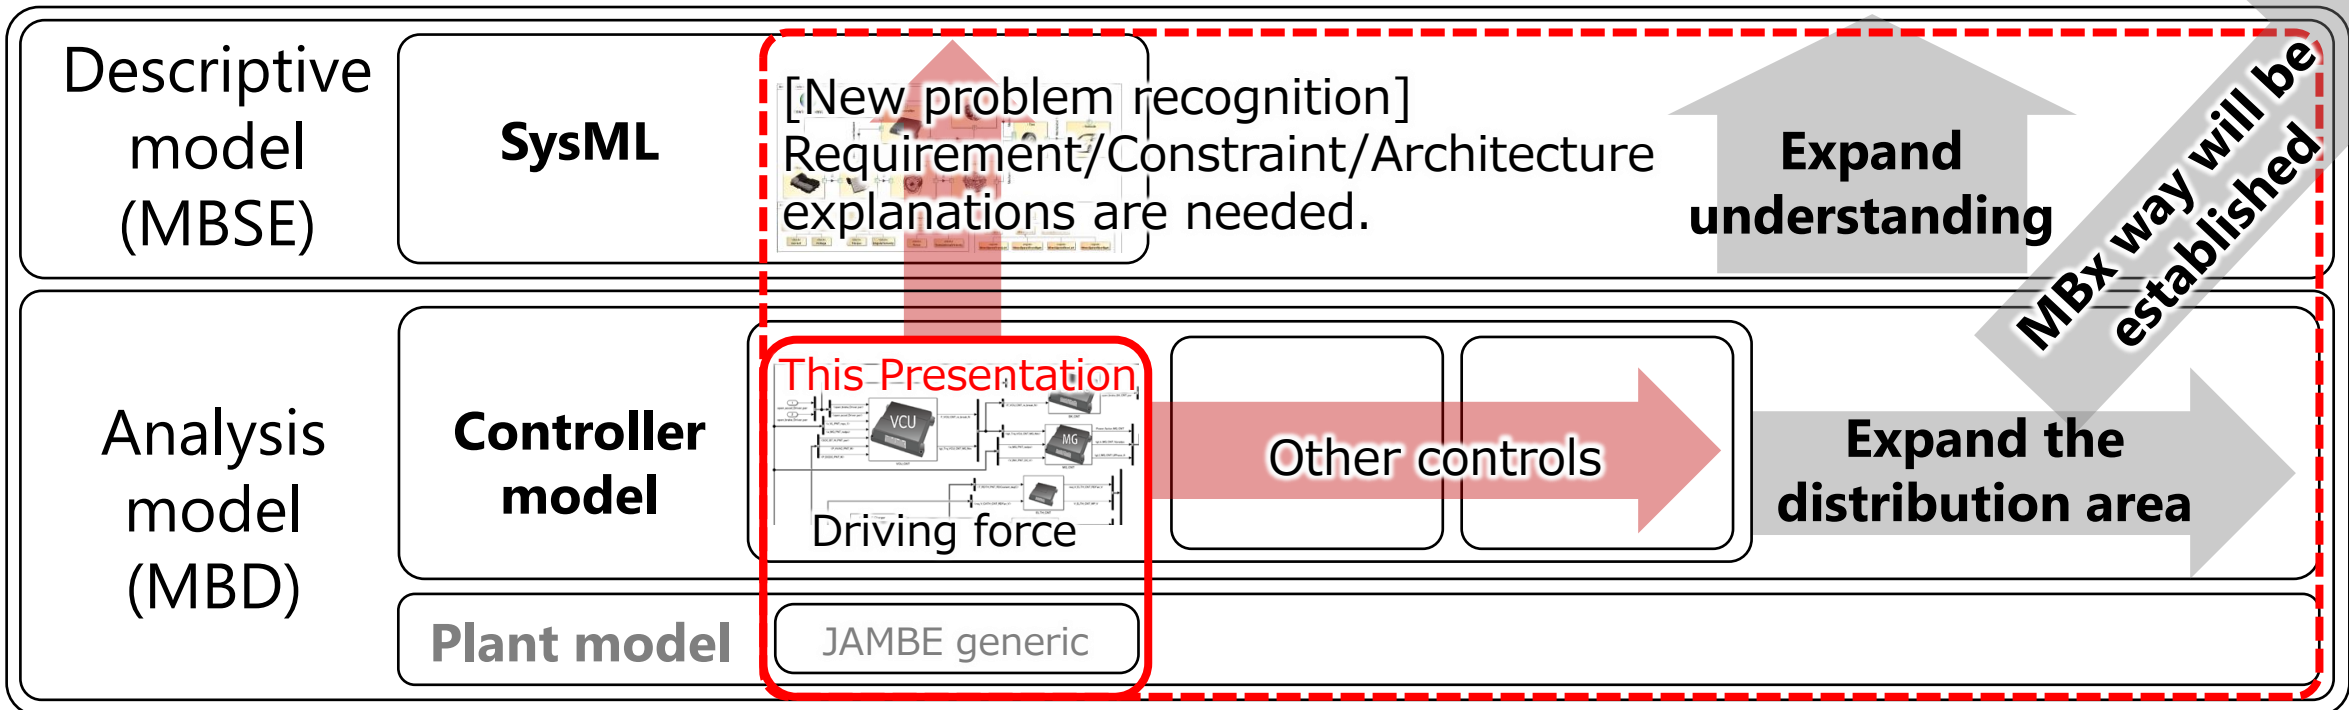 Descriptive
model
(MBSE)
SysML
[New problem recognition]
Requirement/Constraint/Architecture
explanations are needed.
Expand
understanding
MBx way will be
established
Analysis
model
(MBD)
Controller
model
This Presentation
VCU
MG
Driving force
Other controls
Expand the
distribution area
Plant model
JAMBE generic